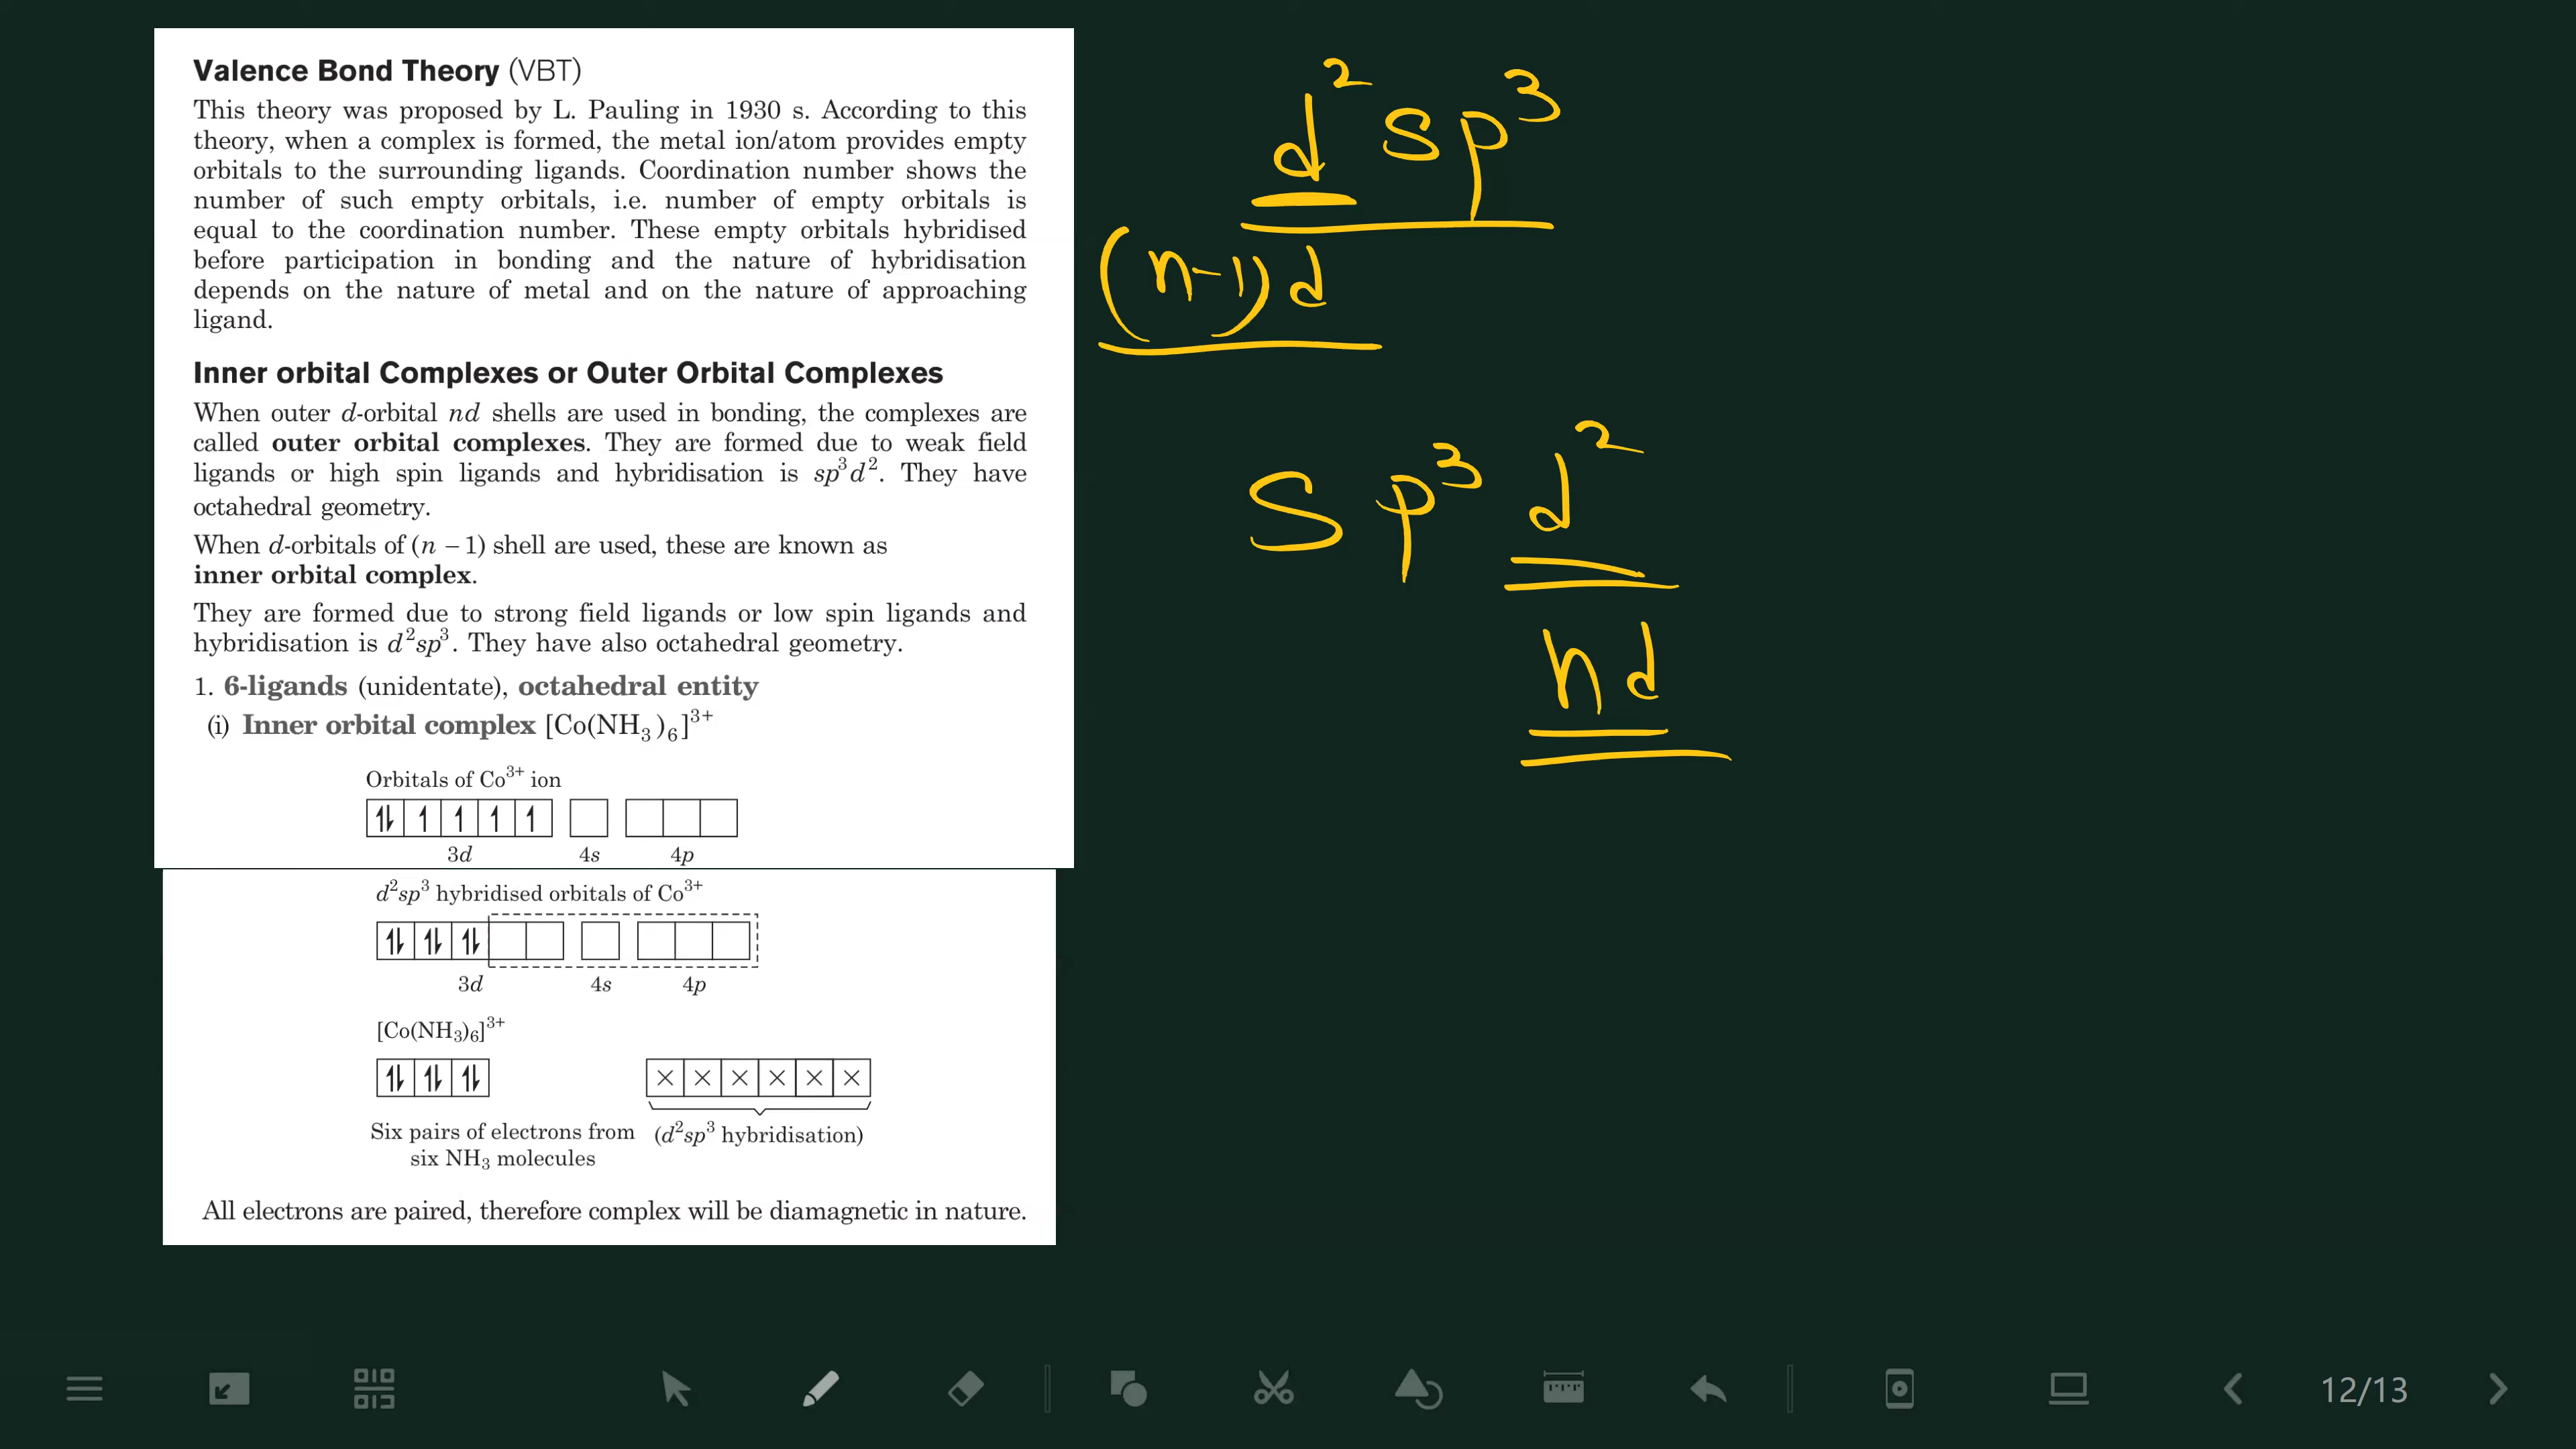 Valence Bond Theory (VBT)
This theory was proposed by L. Pauling in 1930 s. According to this
theory, when a complex is formed, the metal ion/atom provides empty
orbitals to the surrounding ligands. Coordination number shows the
number of such empty orbitals, i.e. number of empty orbitals is
equal to the coordination number. These empty orbitals hybridised
before participation in bonding and the nature of hybridisation
depends on the nature of metal and on the nature of approaching
ligand.
Inner orbital Complexes or Outer Orbital Complexes
When outer d-orbital nd shells are used in bonding, the complexes are
called outer orbital complexes. They are formed due to weak field
ligands or high spin ligands and hybridisation is sp³d². They have
octahedral geometry.
When d-orbitals of (n – 1) shell are used, these are known as
inner orbital complex.
They are formed due to strong field ligands or low spin ligands and
hybridisation is d²sp³. They have also octahedral geometry.
1. 6-ligands (unidentate), octahedral entity
(i) Inner orbital complex [Co(NH₃)₆]³⁺
Orbitals of Co³⁺ ion
⥮ ↿ ↿ ↿ ↿
3d 4s 4p
d²sp³ hybridised orbitals of Co³⁺
⥮ ⥮ ⥮
3d 4s 4p
[Co(NH₃)₆]³⁺
⥮ ⥮ ⥮ × × × × × ×
Six pairs of electrons from (d²sp³ hybridisation)
six NH₃ molecules
All electrons are paired, therefore complex will be diamagnetic in nature.
d²sp³
(n-1)d
sp³d²
nd
12/13